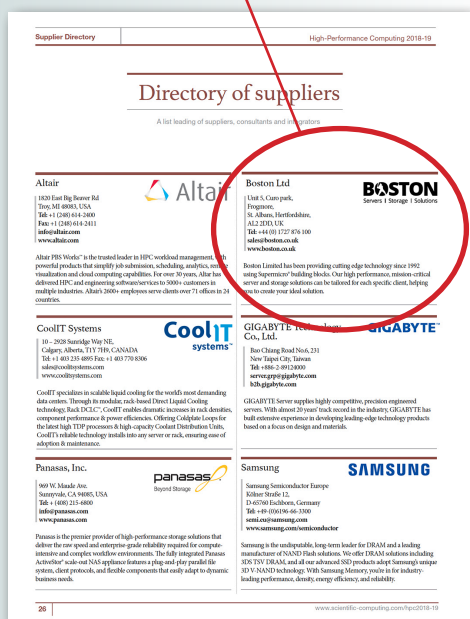 Supplier Directory
High-Performance Computing 2018-19
Directory of suppliers
A list leading of suppliers, consultants and integrators
Altair
Altair
1820 East Big Beaver Rd
Troy, MI 48083, USA
Tel: +1 (248) 614-2400
Fax: +1 (248) 614-2411
info@altair.com
www.altair.com
Altair PBS Works™ is the trusted leader in HPC workload management, with
powerful products that simplify job submission, scheduling, analytics, remote
visualization and cloud computing capabilities. For over 30 years, Altar has
delivered HPC and engineering software/services to 5000+ customers in
multiple industries. Altair's 2600+ employees serve clients over 71 offices in 24
countries.
Boston Ltd
BOSTON
Servers | Storage | Solutions
Unit 5, Curo park,
Frogmore,
St. Albans, Hertfordshire,
AL2 2DD, UK
Tel: +44 (0) 1727 876 100
sales@boston.co.uk
www.boston.co.uk
Boston Limited has been providing cutting edge technology since 1992
using Supermicro® building blocks. Our high performance, mission-critical
server and storage solutions can be tailored for each specific client, helping
you to create your ideal solution.
CoolIT Systems
CoolIT
systems™
10 – 2928 Sunridge Way NE,
Calgary, Alberta, T1Y 7H9, CANADA
Tel: +1 403 235 4895 Fax: +1 403 770 8306
sales@coolitsystems.com
www.coolitsystems.com
CoolIT specializes in scalable liquid cooling for the world's most demanding
data centers. Through its modular, rack-based Direct Liquid Cooling
technology, Rack DCLC™, CoolIT enables dramatic increases in rack densities,
component performance & power efficiencies. Offering Coldplate Loops for
the latest high TDP processors & high-capacity Coolant Distribution Units,
CoolIT's reliable technology installs into any server or rack, ensuring ease of
adoption & maintenance.
GIGABYTE Technology
Co., Ltd.
GIGABYTE™
Bao Chiang Road No.6, 231
New Taipei City, Taiwan
Tel: +886-2-89124000
server.grp@gigabyte.com
b2b.gigabyte.com
GIGABYTE Server supplies highly competitive, precision engineered
servers. With almost 20 years' track record in the industry, GIGABYTE has
built extensive experience in developing leading-edge technology products
based on a focus on design and materials.
Panasas, Inc.
panasas
Beyond Storage
969 W. Maude Ave.
Sunnyvale, CA 94085, USA
Tel: + (408) 215-6800
info@panasas.com
www.panasas.com
Panasas is the premier provider of high-performance storage solutions that
deliver the raw speed and enterprise-grade reliability required for compute-
intensive and complex workflow environments. The fully integrated Panasas
ActiveStor® scale-out NAS appliance features a plug-and-play parallel file
system, client protocols, and flexible components that easily adapt to dynamic
business needs.
Samsung
SAMSUNG
Samsung Semiconductor Europe
Kölner Straße 12,
D-65760 Eschborn, Germany
Tel: +49-(0)6196-66-3300
semi.eu@samsung.com
www.samsung.com/semiconductor
Samsung is the undisputable, long-term leader for DRAM and a leading
manufacturer of NAND Flash solutions. We offer DRAM solutions including
3DS TSV DRAM, and all our advanced SSD products adopt Samsung's unique
3D V-NAND technology. With Samsung Memory, you're in for industry-
leading performance, density, energy efficiency, and reliability.
26
www.scientific-computing.com/hpc2018-19